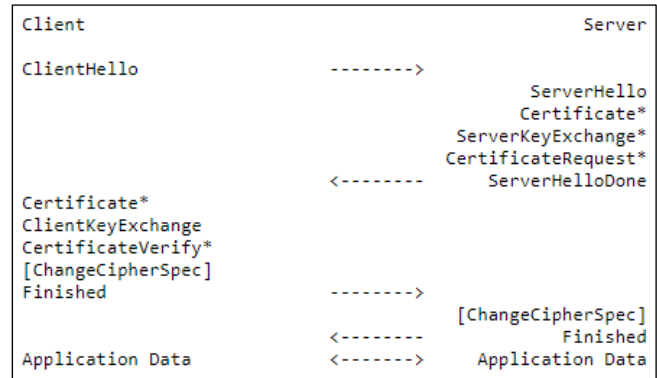 Client Server
ClientHello -------->
ServerHello
Certificate*
ServerKeyExchange*
CertificateRequest*
<-------- ServerHelloDone
Certificate*
ClientKeyExchange
CertificateVerify*
[ChangeCipherSpec]
Finished -------->
[ChangeCipherSpec]
<-------- Finished
Application Data <-------> Application Data